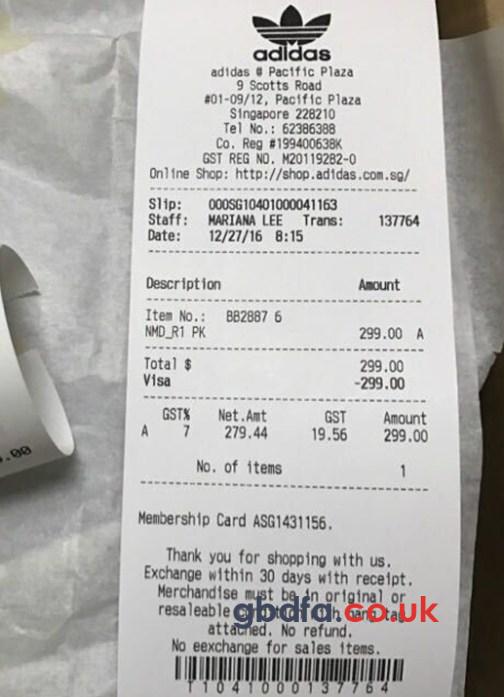 adidas
adidas @ Pacific Plaza
9 Scotts Road
#01-09/12, Pacific Plaza
Singapore 228210
Tel No.: 62386388
Co. Reg #199400638K
GST REG NO. M20119282-0
Online Shop: http://shop.adidas.com.sg/
Slip: 000SG10401000041163
Staff: MARIANA LEE Trans: 137764
Date: 12/27/16 8:15
Description Amount
Item No.: BB2887 6
NMD_R1 PK 299.00 A
Total $ 299.00
Visa -299.00
GST% Net.Amt GST Amount
A 7 279.44 19.56 299.00
No. of items 1
Membership Card ASG1431156.
Thank you for shopping with us.
Exchange within 30 days with receipt.
Merchandise must be in original or
resaleable hang tag
gbdfa.co.uk
attached. No refund.
No eexchange for sales items.
T10410001 37764
.00